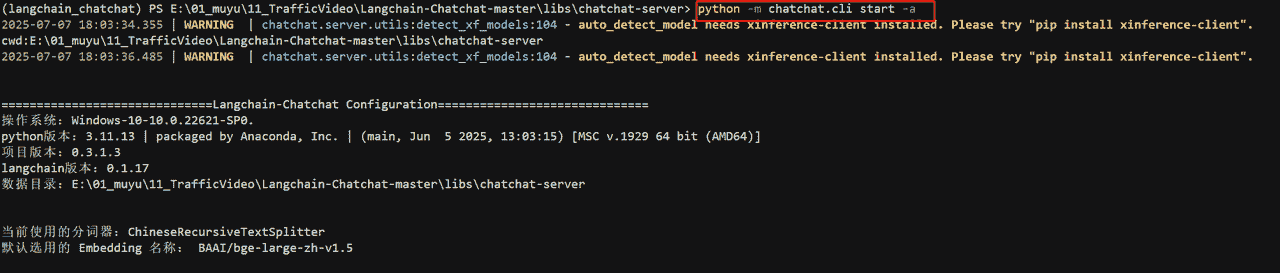 (langchain_chatchat) PS E:\01_muyu\11_TrafficVideo\Langchain-Chatchat-master\libs\chatchat-server> python -m chatchat.cli start -a
2025-07-07 18:03:34.355 | WARNING  | chatchat.server.utils:detect_xf_models:104 - auto_detect_model needs xinference-client installed. Please try "pip install xinference-client".
cwd:E:\01_muyu\11_TrafficVideo\Langchain-Chatchat-master\libs\chatchat-server
2025-07-07 18:03:36.485 | WARNING  | chatchat.server.utils:detect_xf_models:104 - auto_detect_model needs xinference-client installed. Please try "pip install xinference-client".
==============================Langchain-Chatchat Configuration==============================
操作系统：Windows-10-10.0.22621-SP0.
python版本：3.11.13 | packaged by Anaconda, Inc. | (main, Jun  5 2025, 13:03:15) [MSC v.1929 64 bit (AMD64)]
项目版本：0.3.1.3
langchain版本：0.1.17
数据目录：E:\01_muyu\11_TrafficVideo\Langchain-Chatchat-master\libs\chatchat-server
当前使用的分词器：ChineseRecursiveTextSplitter
默认选用的 Embedding 名称： BAAI/bge-large-zh-v1.5